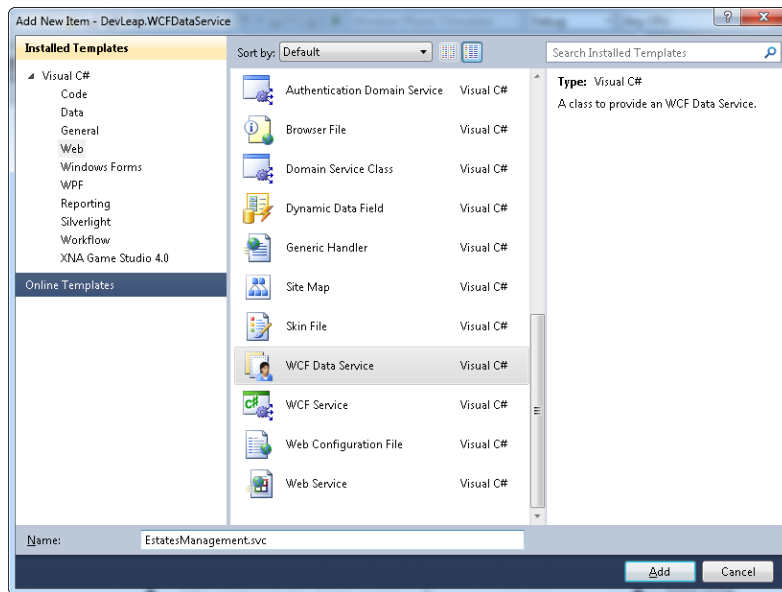 Add New Item - DevLeap.WCFDataService
Installed Templates
Visual C#
Code
Data
General
Web
Windows Forms
WPF
Reporting
Silverlight
Workflow
XNA Game Studio 4.0
Online Templates
Sort by: Default
Authentication Domain Service Visual C#
Browser File Visual C#
Domain Service Class Visual C#
Dynamic Data Field Visual C#
Generic Handler Visual C#
Site Map Visual C#
Skin File Visual C#
WCF Data Service Visual C#
WCF Service Visual C#
Web Configuration File Visual C#
Web Service Visual C#
Search Installed Templates
Type: Visual C#
A class to provide an WCF Data Service.
Name: EstatesManagement.svc
Add Cancel